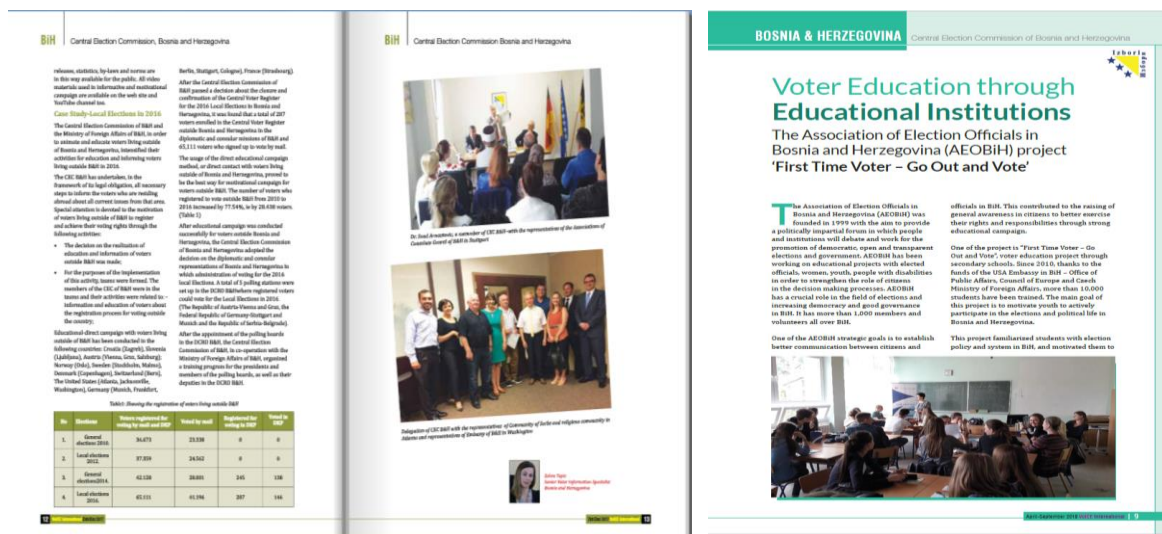 BiH
Central Election Commission, Bosnia and Herzegovina
releases, statistics, by-laws and norms are
in this way available for the public. All video
materials used in informative and motivational
campaign are available on the web site and
YouTube channel too.
Case Study-Local Elections in 2016
The Central Election Commission of B&H and
the Ministry of Foreign Affairs of B&H, in order
to animate and educate voters living outside
of Bosnia and Herzegovina, intensified their
activities for education and informing voters
living outside B&H in 2016.
The CEC B&H has undertaken, in the
framework of its legal obligation, all necessary
steps to inform the voters who are residing
abroad about all current issues from that area.
Special attention is devoted to the motivation
of voters living outside of B&H to register
and achieve their voting rights through the
following activities:
• The decision on the realization of
education and information of voters
outside of B&H was made;
• For the purposes of the implementation
of this activity, teams were formed. The
members of the CEC of B&H were in the
teams and their activities were related to –
information and education of voters about
the registration process for voting outside
the country;
Educational-direct campaign with voters living
outside of B&H has been conducted in the
following countries: Croatia (Zagreb), Slovenia
(Ljubljana), Austria (Vienna, Graz, Salzburg);
Norway (Oslo), Sweden (Stockholm, Malmo),
Denmark (Copenhagen), Switzerland (Bern),
The United States (Atlanta, Jacksonville,
Washington), Germany (Munich, Frankfurt,
Berlin, Stuttgart, Cologne), France (Strasbourg).
After the Central Election Commission of
B&H passed a decision about the closure and
confirmation of the Central Voter Register
for the 2016 Local Elections in Bosnia and
Herzegovina, it was found that a total of 287
voters enrolled in the Central Voter Register
outside Bosnia and Herzegovina in the
diplomatic and consular missions of B&H and
65,111 voters who signed up to vote by mail.
The usage of the direct educational campaign
method, or direct contact with voters living
outside of Bosnia and Herzegovina, proved to
be the best way for motivational campaign for
voters outside B&H. The number of voters who
registered to vote outside B&H from 2010 to
2016 increased by 77.54%, ie by 28.438 voters.
(Table 1)
After educational campaign was conducted
successfully for voters outside Bosnia and
Herzegovina, the Central Election Commission
of Bosnia and Herzegovina adopted the
decision on the diplomatic and consular
representations of Bosnia and Herzegovina in
which administration of voting for the 2016
local Elections. A total of 5 polling stations were
set up in the DCRO B&H where registered voters
could vote for the Local Elections in 2016
(The Republic of Austria-Vienna and Graz, the
Federal Republic of Germany-Stuttgart and
Munich and the Republic of Serbia-Belgrade).
After the appointment of the polling boards
in the DCRO B&H, the Central Election
Commission of B&H, in co-operation with the
Ministry of Foreign Affairs of B&H, organized
a training program for the presidents and
members of the polling boards, as well as their
deputies in the DCRO B&H.
Table1: Showing the registration of voters living outside B&H
No Elections Voters registered for voting by mail and DKP Voted by mail Registered for voting in DKP Voted in DKP
1. General elections 2010. 0 0
2. Local elections 2012. 0 0
3. General elections 2014.
4. Local elections 2016. 65.111 287
12
BiH
Central Election Commission Bosnia and Herzegovina
CEC B&H with the representatives of the Associations of
Consulate General of B&H in Stuttgart
Delegation of CEC B&H with the representatives of Community of and religious community in
and representatives of Embassy of B&H in Washington
Senior Voter Information Specialist
Bosnia and Herzegovina
13
BOSNIA & HERZEGOVINA
Central Election Commission of Bosnia and Herzegovina
Izbori
Voter Education through
Educational Institutions
The Association of Election Officials in
Bosnia and Herzegovina (AEOBiH) project
‘First Time Voter – Go Out and Vote’
The Association of Election Officials in
Bosnia and Herzegovina (AEOBiH) was
founded in 1999 with the aim to provide
a politically impartial forum in which people
and institutions will debate and work for the
promotion of democratic, open and transparent
elections and government. AEOBiH has been
working on educational projects with elected
officials, women, youth, people with disabilities
in order to strengthen the role of citizens
in the decision making processes. AEOBiH
has a crucial role in the field of elections and
increasing democracy and good governance
in BiH. It has more than 1,000 members and
volunteers all over BiH.
One of the AEOBiH strategic goals is to establish
better communication between citizens and
officials in BiH. This contributed to the raising of
general awareness in citizens to better exercise
their rights and responsibilities through strong
educational campaign.
One of the project is “First Time Voter – Go
Out and Vote”, voter education project through
secondary schools. Since 2010, thanks to the
funds of the USA Embassy in BiH – Office of
Public Affairs, Council of Europe and Czech
Ministry of Foreign Affairs, more than 10,000
students have been trained. The main goal of
this project is to motivate youth to actively
participate in the elections and political life in
Bosnia and Herzegovina.
This project familiarized students with election
policy and system in BiH, and motivated them to
April-September 2018 VoICE International | 9